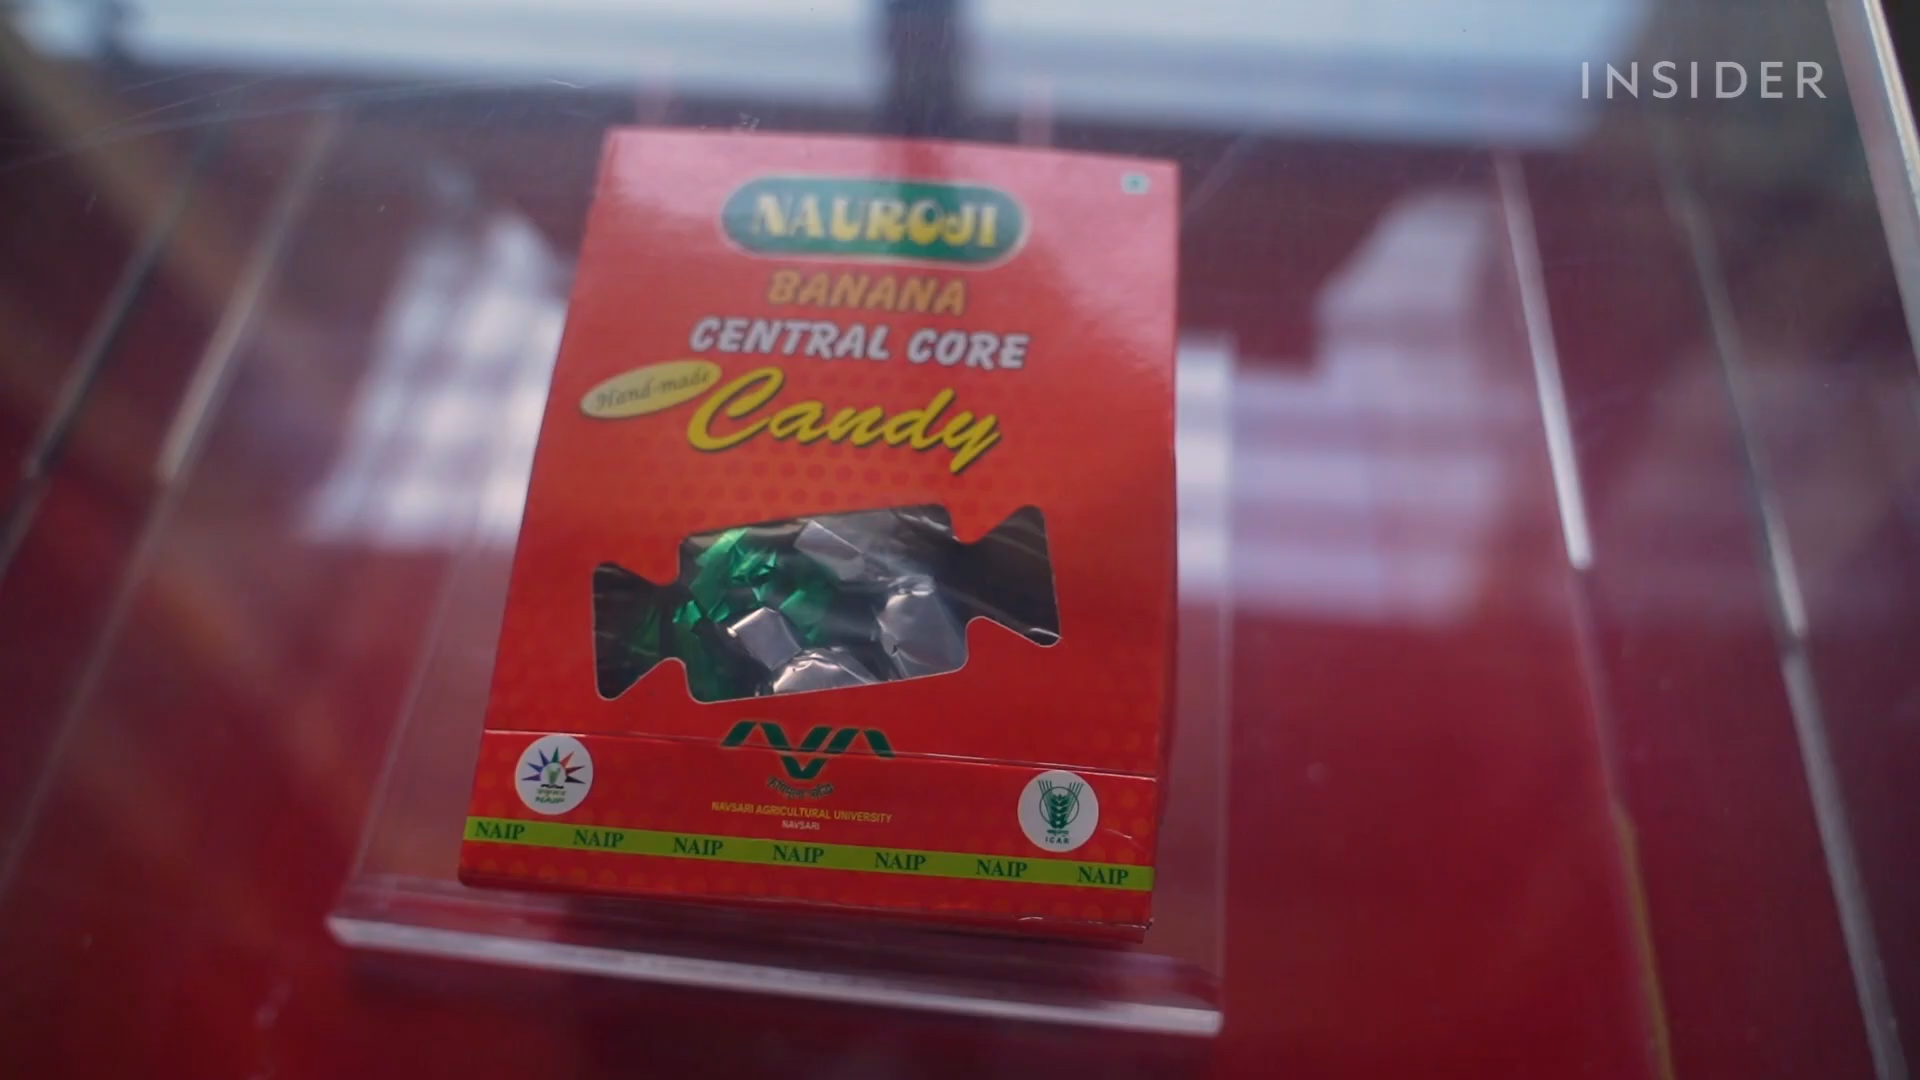 INSIDER
NAUROJI
BANANA
CENTRAL CORE
Hand-made
Candy
NAVSARI AGRICULTURAL UNIVERSITY
NAVSARI
ICAR
NAIP NAIP NAIP NAIP NAIP NAIP NAIP